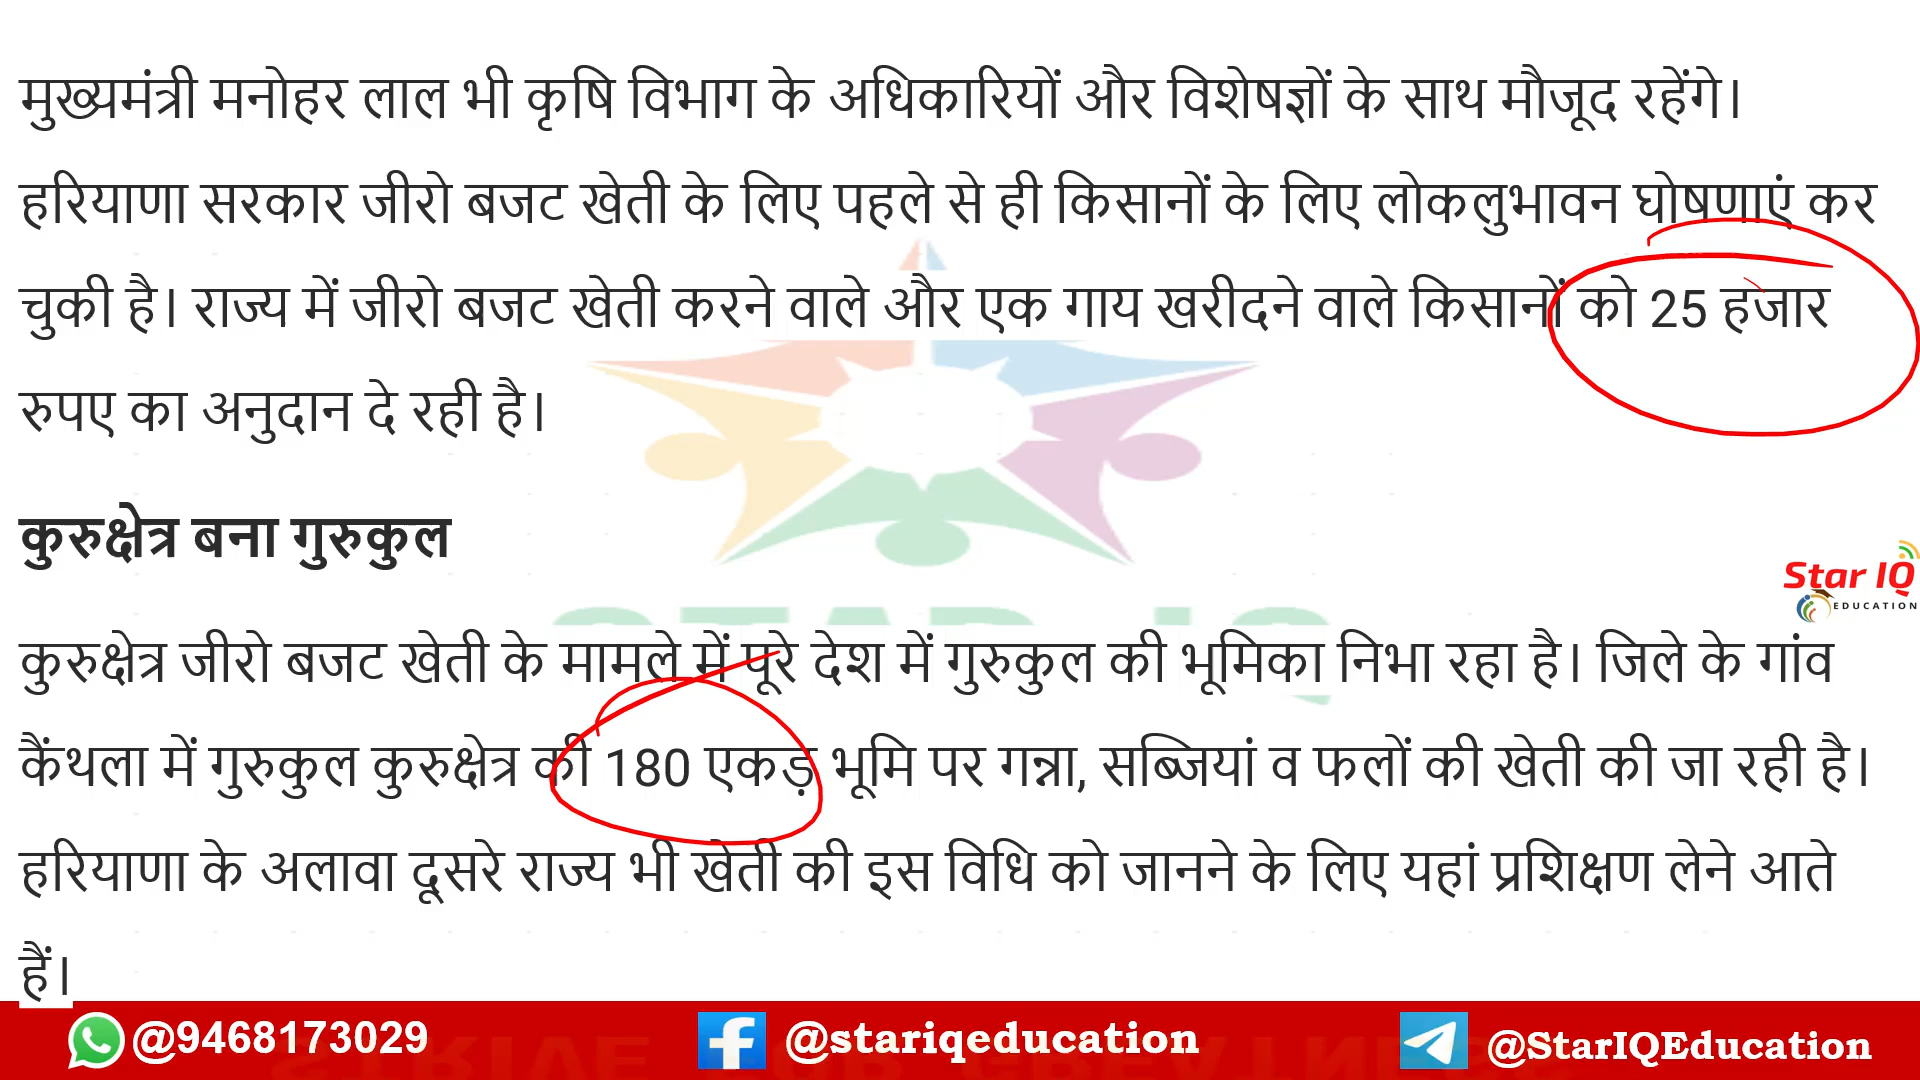 मुख्यमंत्री मनोहर लाल भी कृषि विभाग के अधिकारियों और विशेषज्ञों के साथ मौजूद रहेंगे।
हरियाणा सरकार जीरो बजट खेती के लिए पहले से ही किसानों के लिए लोकलुभावन घोषणाएं कर
चुकी है। राज्य में जीरो बजट खेती करने वाले और एक गाय खरीदने वाले किसानों को 25 हजार
रुपए का अनुदान दे रही है।
कुरुक्षेत्र बना गुरुकुल
Star IQ
EDUCATION
कुरुक्षेत्र जीरो बजट खेती के मामले में पूरे देश में गुरुकुल की भूमिका निभा रहा है। जिले के गांव
कैंथला में गुरुकुल कुरुक्षेत्र की 180 एकड़ भूमि पर गन्ना, सब्जियां व फलों की खेती की जा रही है।
हरियाणा के अलावा दूसरे राज्य भी खेती की इस विधि को जानने के लिए यहां प्रशिक्षण लेने आते
हैं।
@9468173029 @stariqeducation @StarIQEducation